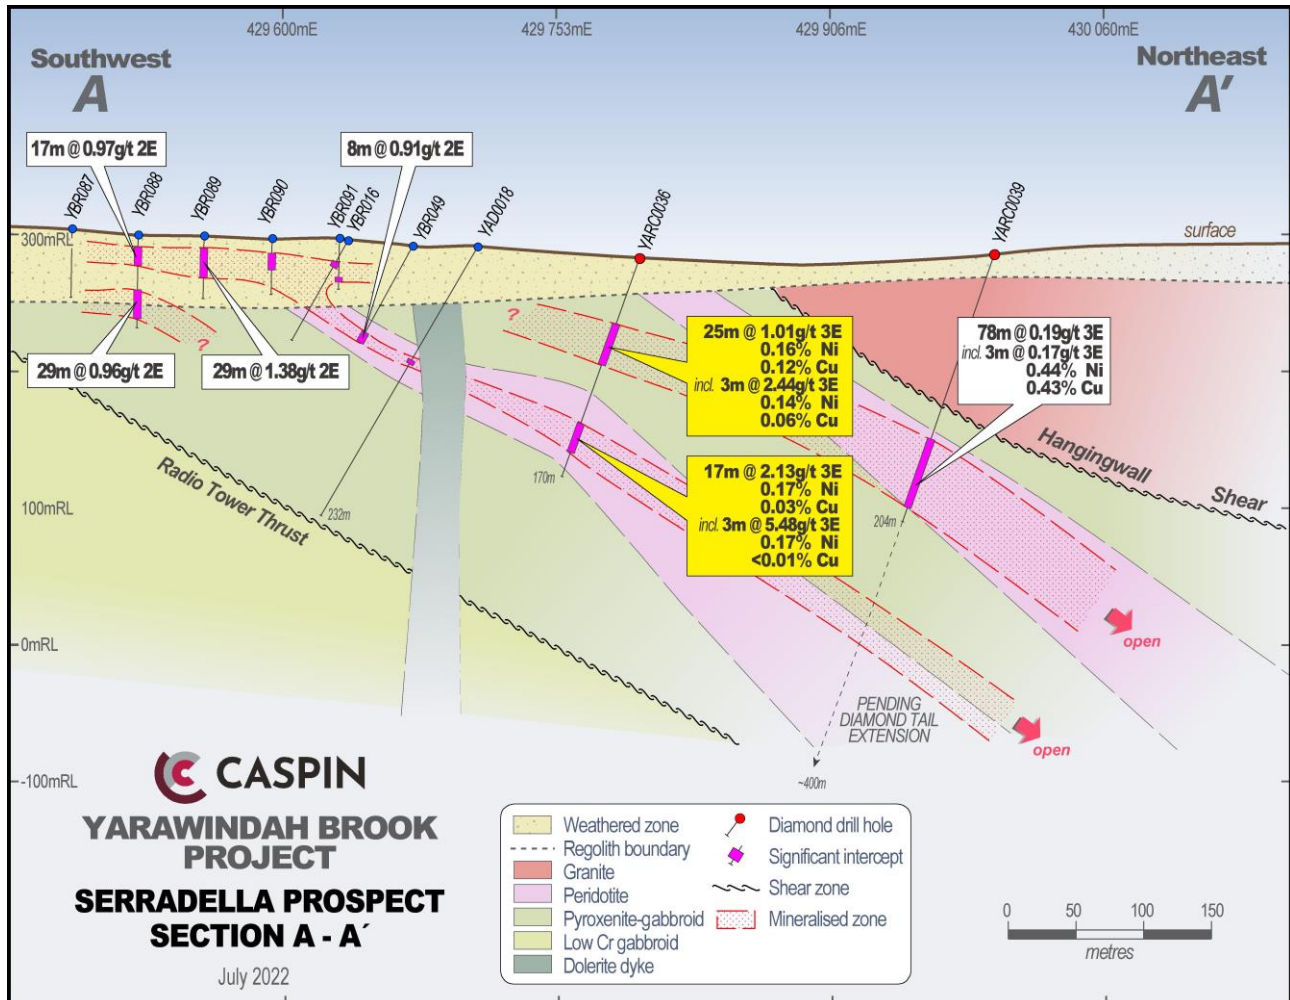 429 600mE
429 753mE
429 906mE
430 060mE
Southwest
A
Northeast
A′
17m @ 0.97g/t 2E
8m @ 0.91g/t 2E
YBR087
YBR088
YBR089
YBR090
YBR091
YBR016
YBR049
YAD0018
YARC0036
YARC0039
surface
300mRL
?
?
29m @ 0.96g/t 2E
29m @ 1.38g/t 2E
25m @ 1.01g/t 3E
0.16% Ni
0.12% Cu
incl. 3m @ 2.44g/t 3E
0.14% Ni
0.06% Cu
78m @ 0.19g/t 3E
incl. 3m @ 0.17g/t 3E
0.44% Ni
0.43% Cu
17m @ 2.13g/t 3E
0.17% Ni
0.03% Cu
incl. 3m @ 5.48g/t 3E
0.17% Ni
<0.01% Cu
Hangingwall Shear
Radio Tower Thrust
170m
232m
204m
100mRL
0mRL
-100mRL
open
open
PENDING
DIAMOND TAIL
EXTENSION
~400m
CASPIN
YARAWINDAH BROOK
PROJECT
SERRADELLA PROSPECT
SECTION A - A´
July 2022
Weathered zone
Regolith boundary
Granite
Peridotite
Pyroxenite-gabbroid
Low Cr gabbroid
Dolerite dyke
Diamond drill hole
Significant intercept
Shear zone
Mineralised zone
0 50 100 150
metres